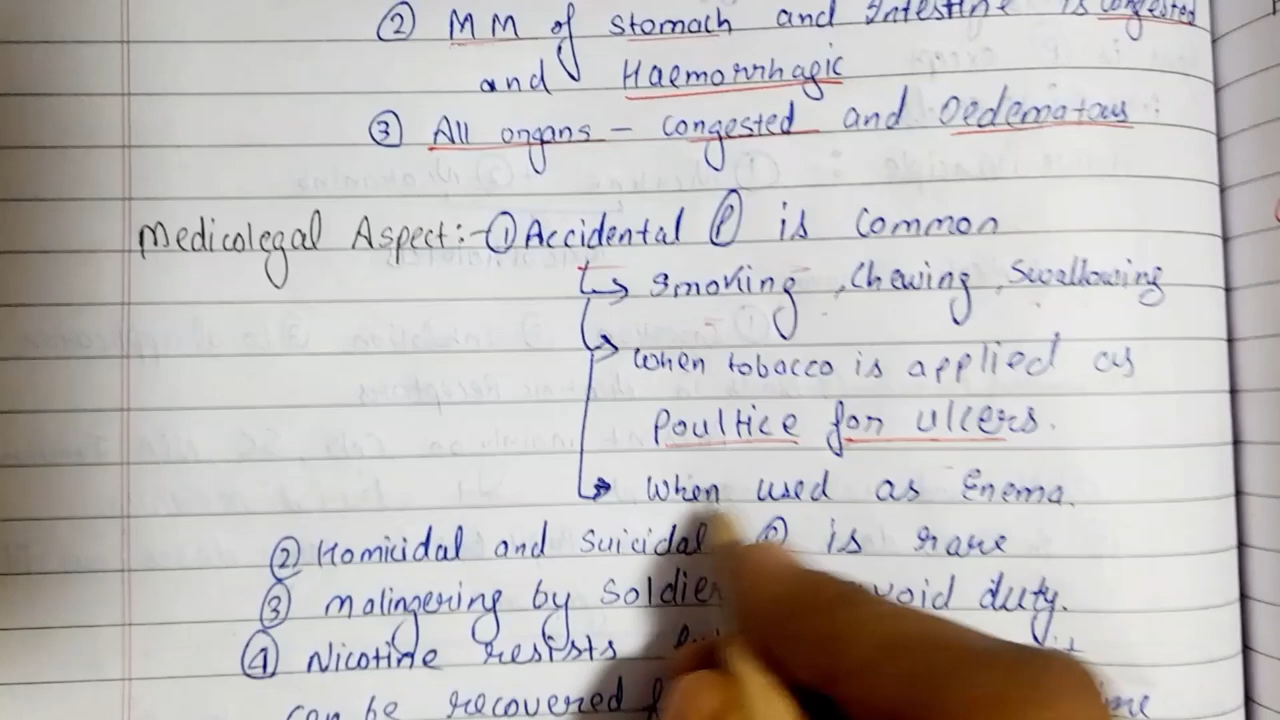 ② MM of stomach and Intestine is congested
and Haemorrhagic
③ All organs - congested and Oedematous :
Medicolegal Aspect:- ① Accidental Ⓟ is common
↳ Smoking, Chewing, Swallowing
↳ When tobacco is applied as
Poultice for ulcers.
↳ When used as Enema.
② Homicidal and Suicidal Ⓟ is rare
③ Malingering by Soldier void duty.
④ Nicotine resists
can be recovered